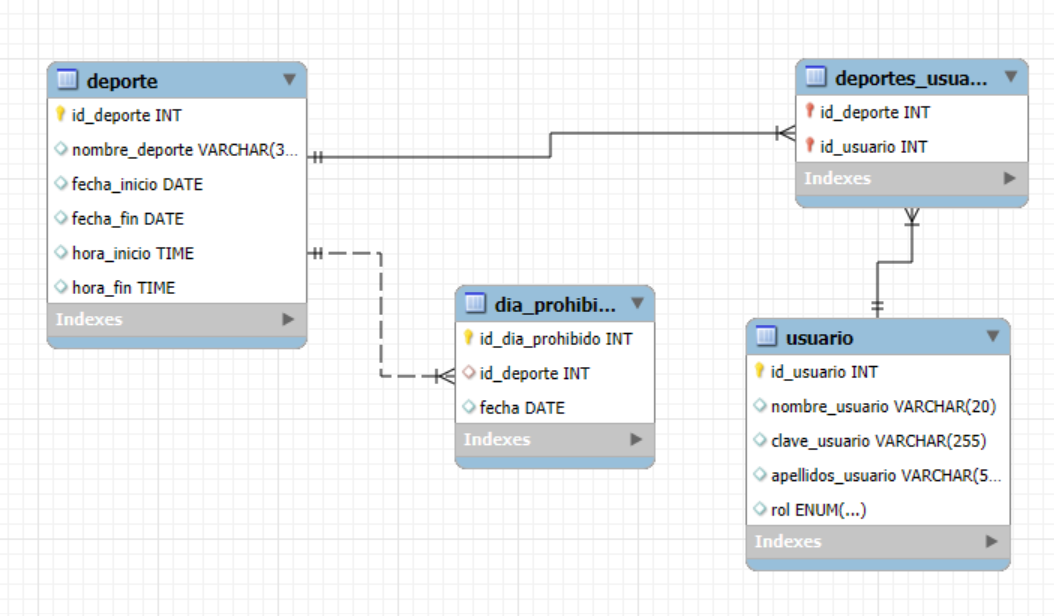 deporte
id_deporte INT
nombre_deporte VARCHAR(3...
fecha_inicio DATE
fecha_fin DATE
hora_inicio TIME
hora_fin TIME
Indexes
deportes_usua...
id_deporte INT
id_usuario INT
Indexes
dia_prohibi...
id_dia_prohibido INT
id_deporte INT
fecha DATE
Indexes
usuario
id_usuario INT
nombre_usuario VARCHAR(20)
clave_usuario VARCHAR(255)
apellidos_usuario VARCHAR(5...
rol ENUM(...)
Indexes